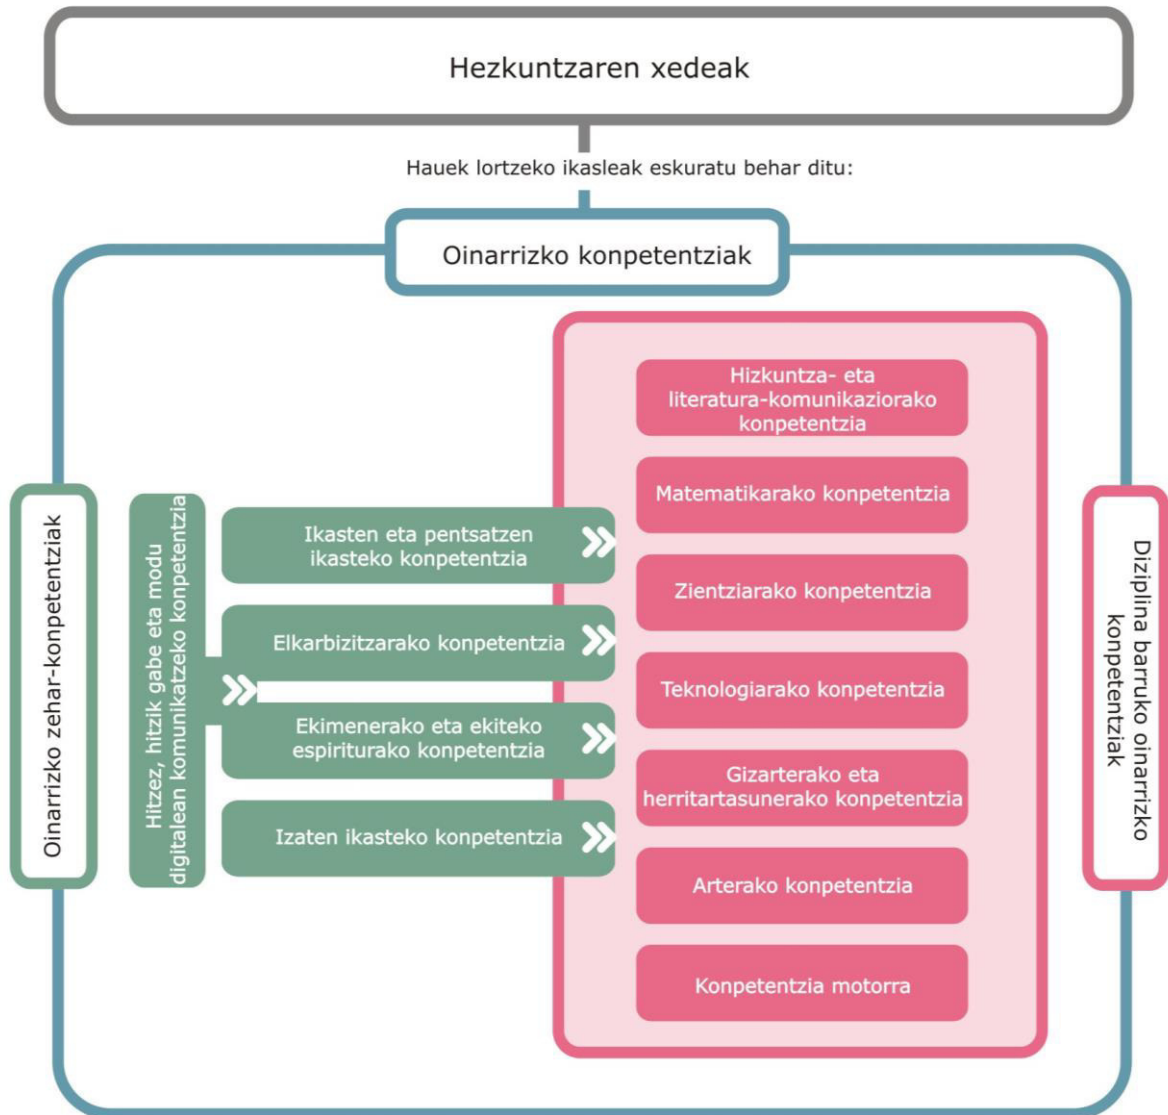 Hezkuntzaren xedeak
Hauek lortzeko ikasleak eskuratu behar ditu:
Oinarrizko konpetentziak
Oinarrizko zehar-konpetentziak
Hitzez, hitzik gabe eta modu
digitalean komunikatzeko konpetentzia
Ikasten eta pentsatzen
ikasteko konpetentzia
Elkarbizitzarako konpetentzia
Ekimenerako eta ekiteko
espiriturako konpetentzia
Izaten ikasteko konpetentzia
Hizkuntza- eta
literatura-komunikaziorako
konpetentzia
Matematikarako konpetentzia
Zientziarako konpetentzia
Teknologiarako konpetentzia
Gizarterako eta
herritartasunerako konpetentzia
Arterako konpetentzia
Konpetentzia motorra
Diziplina barruko oinarrizko
konpetentziak